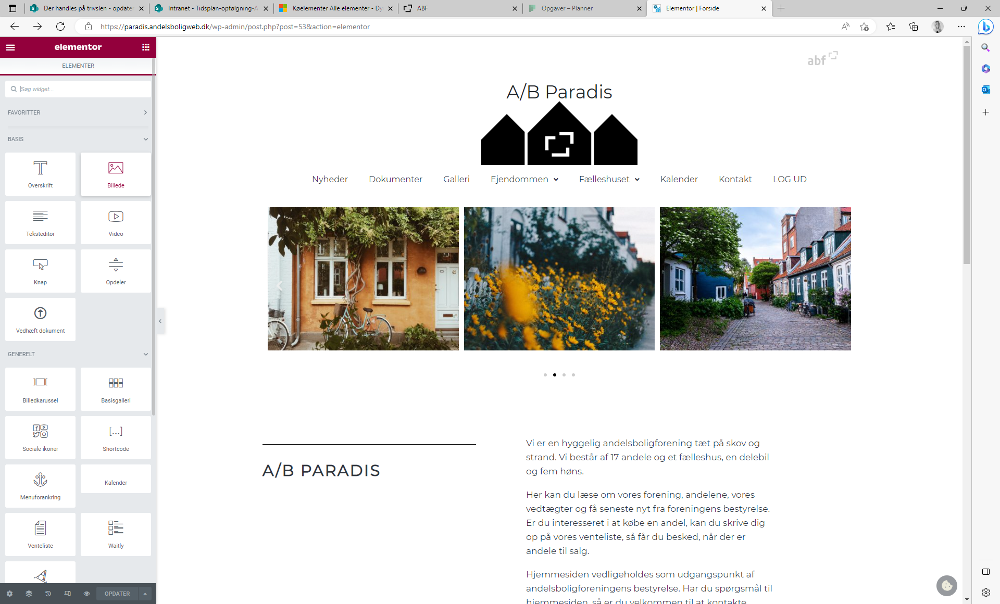 Der handles på trivslen - opdater
Intranet - Tidsplan-opfølgning-A
Køelementer Alle elementer - Dy
ABF
Opgaver – Planner
Elementor | Forside
https://paradis.andelsboligweb.dk/wp-admin/post.php?post=53&action=elementor
elementor
ELEMENTER
Søg widget...
FAVORITTER
BASIS
Overskrift
Billede
Teksteditor
Video
Knap
Opdeler
Vedhæft dokument
GENERELT
Billedkarussel
Basisgalleri
Sociale ikoner
Shortcode
Menuforankring
Kalender
Venteliste
Waitly
OPDATER
abf
A/B Paradis
Nyheder Dokumenter Galleri Ejendommen Fælleshuset Kalender Kontakt LOG UD
42
A/B PARADIS
Vi er en hyggelig andelsboligforening tæt på skov og
strand. Vi består af 17 andele og et fælleshus, en delebil
og fem høns.
Her kan du læse om vores forening, andelene, vores
vedtægter og få seneste nyt fra foreningens bestyrelse.
Er du interesseret i at købe en andel, kan du skrive dig
op på vores venteliste, så får du besked, når der er
andele til salg.
Hjemmesiden vedligeholdes som udgangspunkt af
andelsboligforeningens bestyrelse. Har du spørgsmål til
hjemmesiden, så er du velkommen til at kontakte